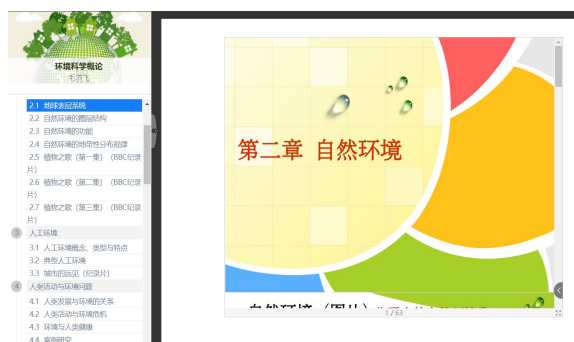 环境科学概论
2.1 地球表层系统
2.2 自然环境的圈层结构
2.3 自然环境的功能
2.4 自然环境的地带性分布规律
2.5 植物之歌（第一集）（BBC纪录
片）
2.6 植物之歌（第二集）（BBC纪录
片）
2.7 植物之歌（第三集）（BBC纪录
片）
3 人工环境
3.1 人工环境概念、类型与特点
3.2 典型人工环境
3.3 城市的远见（纪录片）
4 人类活动与环境问题
4.1 人类发展与环境的关系
4.2 人类活动与环境危机
4.3 环境与人类健康
4.4 案例研究
第二章 自然环境
1 / 63